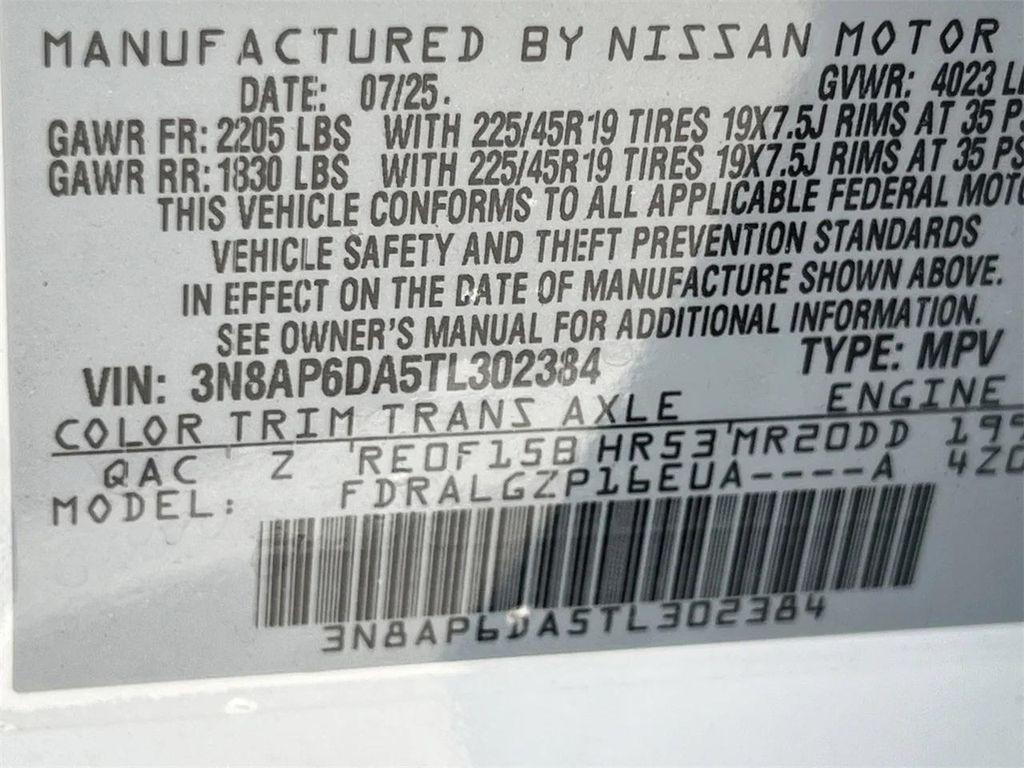 MANUFACTURED BY NISSAN MOTOR
DATE: 07/25. GVWR: 4023
GAWR FR: 2205 LBS WITH 225/45R19 TIRES 19X7.5J RIMS AT 35
GAWR RR: 1830 LBS WITH 225/45R19 TIRES 19X7.5J RIMS AT 35
THIS VEHICLE CONFORMS TO ALL APPLICABLE FEDERAL
VEHICLE SAFETY AND THEFT PREVENTION STANDARDS
IN EFFECT ON THE DATE OF MANUFACTURE SHOWN ABOVE.
SEE OWNER'S MANUAL FOR ADDITIONAL INFORMATION.
VIN: 3N8AP6DA5TL302384 TYPE: MPV
COLOR TRIM TRANS AXLE ENGINE
QAC Z RE0F15B HR53 MR20DD
MODEL: FDRALGZP16EUA----A
3N8AP6DA5TL302384